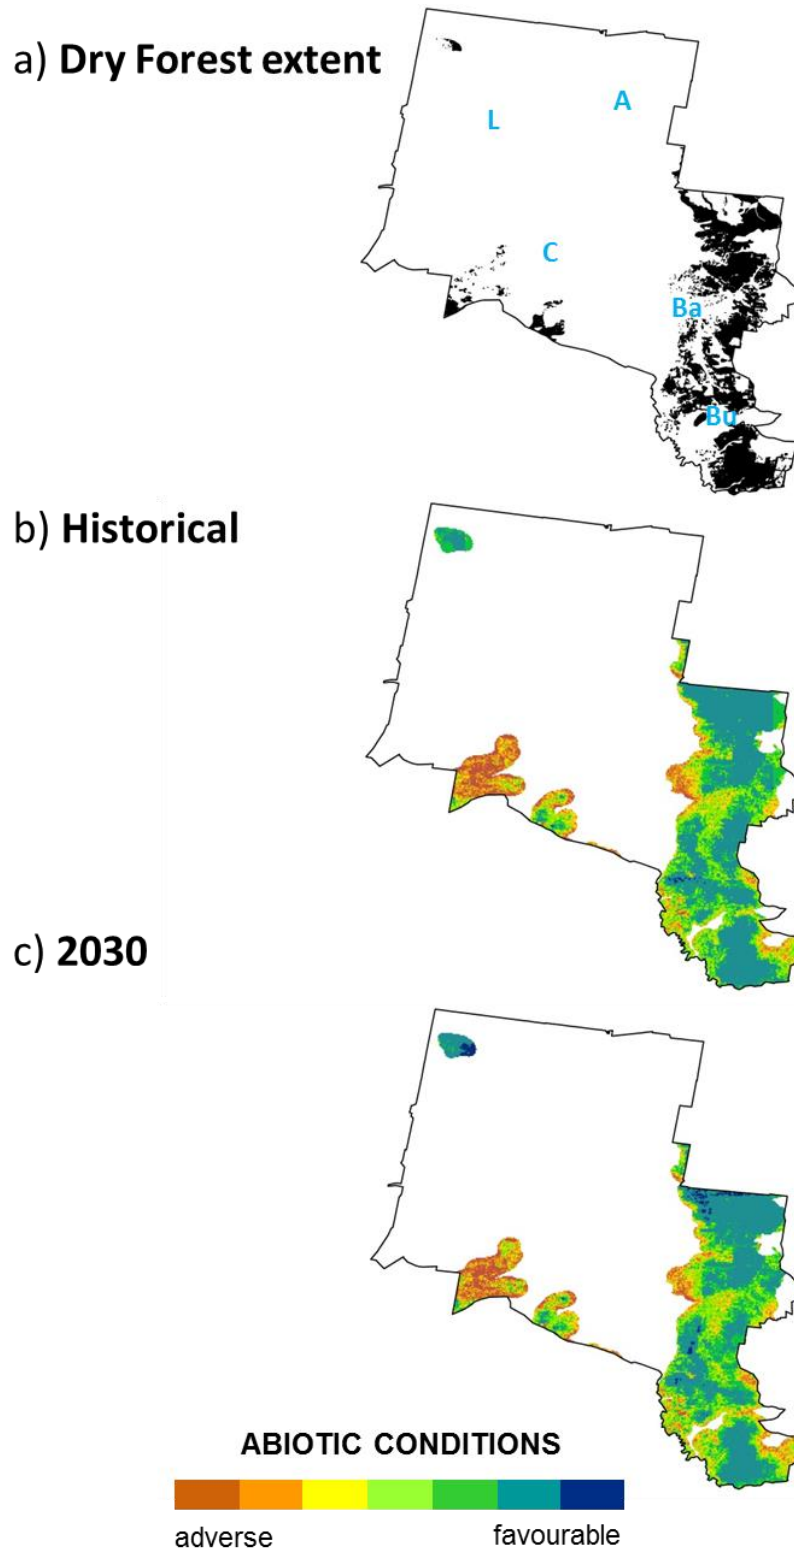 a) Dry Forest extent
A
L
C
Ba
Bu
b) Historical
c) 2030
ABIOTIC CONDITIONS
adverse favourable